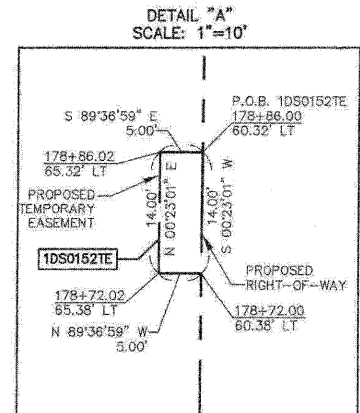 DETAIL "A"
SCALE: 1"=10'
S 89°36'59" E
5.00'
P.O.B. 1DS0152TE
178+86.00
60.32' LT
178+86.02
65.32' LT
PROPOSED
TEMPORARY
EASEMENT
14.00'
N 00°23'01" E
14.00'
S 00°23'01" W
1DS0152TE
PROPOSED
RIGHT-OF-WAY
178+72.02
65.38' LT
178+72.00
60.38' LT
N 89°36'59" W
5.00'